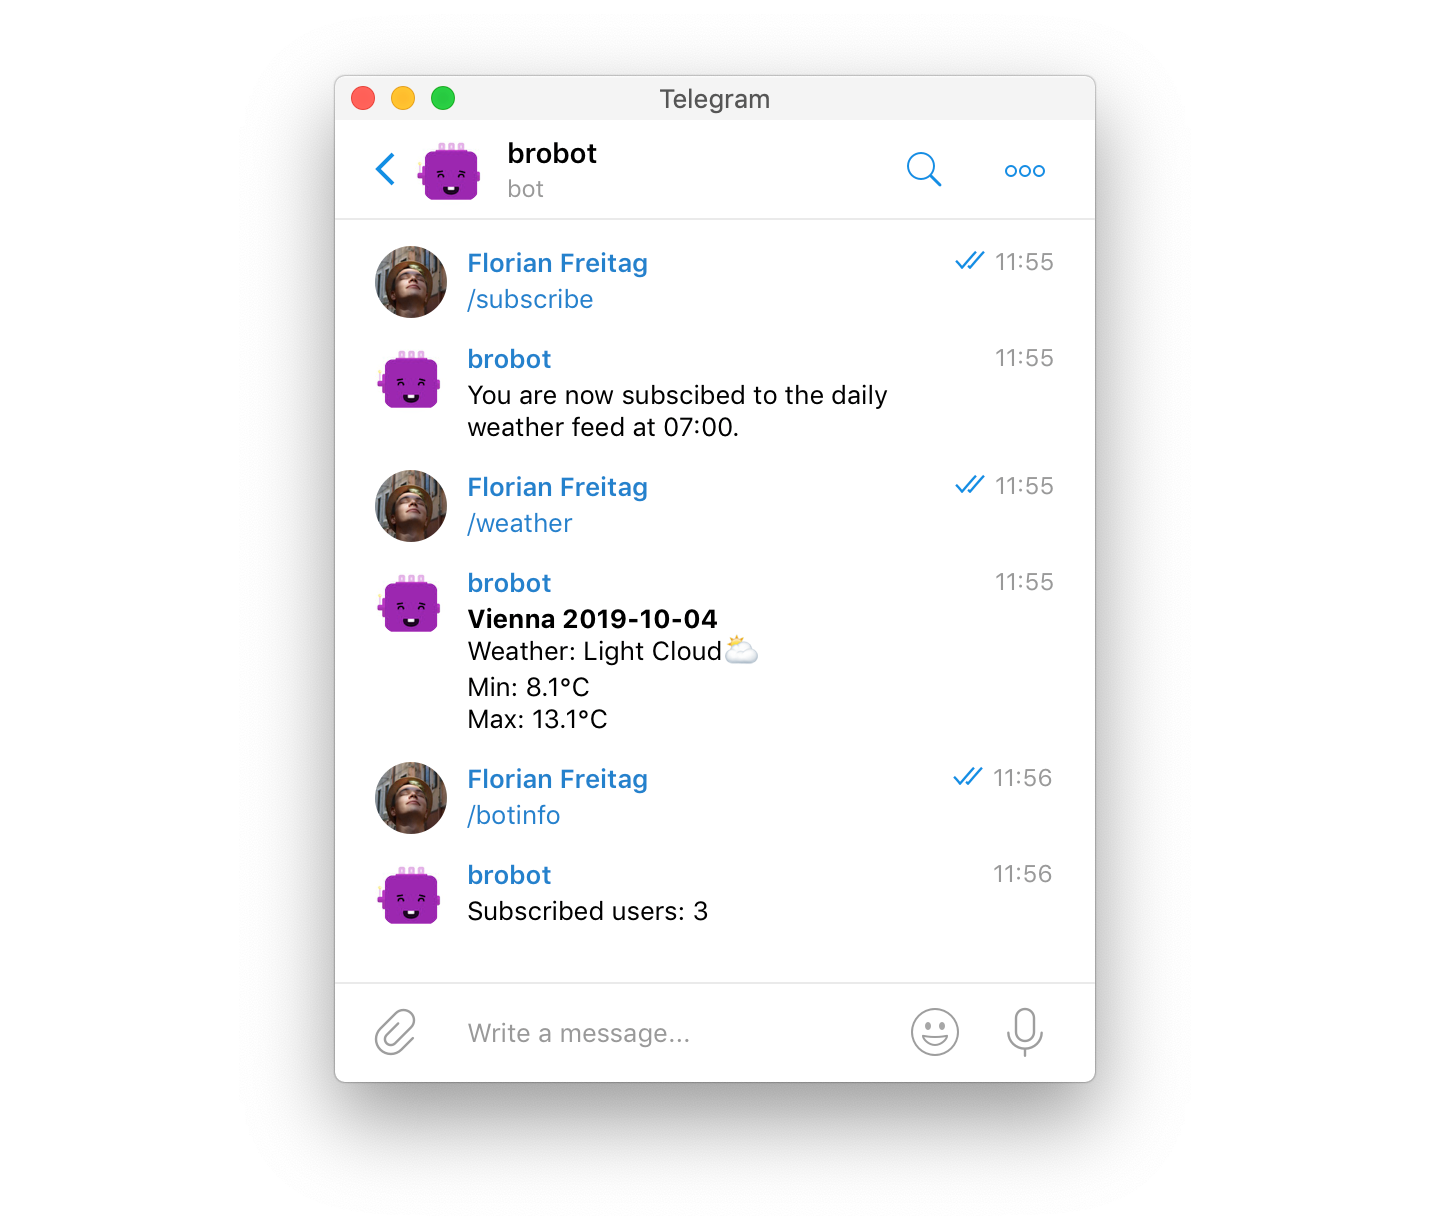 Telegram
brobot
bot
Florian Freitag 11:55
/subscribe
brobot 11:55
You are now subscibed to the daily
weather feed at 07:00.
Florian Freitag 11:55
/weather
brobot 11:55
Vienna 2019-10-04
Weather: Light Cloud🌥️
Min: 8.1°C
Max: 13.1°C
Florian Freitag 11:56
/botinfo
brobot 11:56
Subscribed users: 3
Write a message...